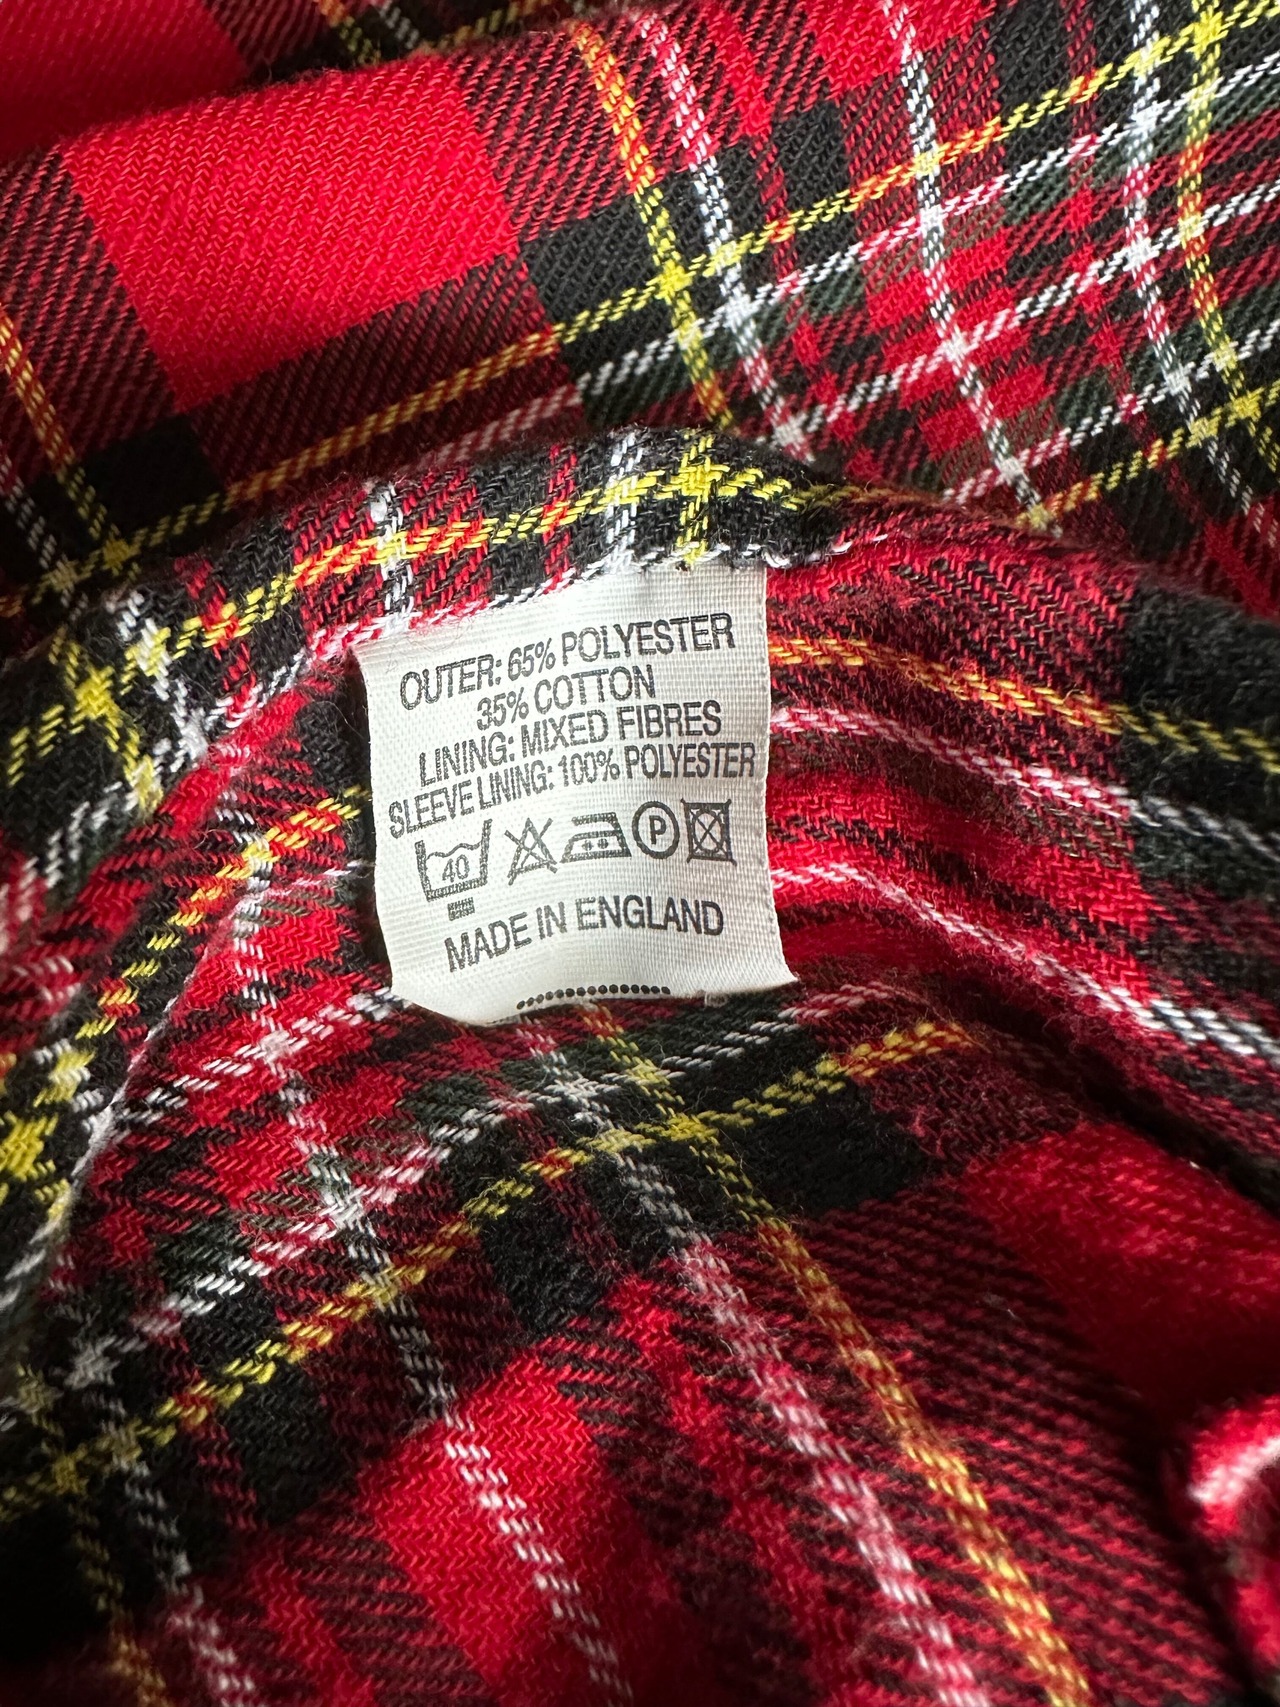 OUTER: 65% POLYESTER
35% COTTON
LINING: MIXED FIBRES
SLEEVE LINING: 100% POLYESTER
40 P
MADE IN ENGLAND